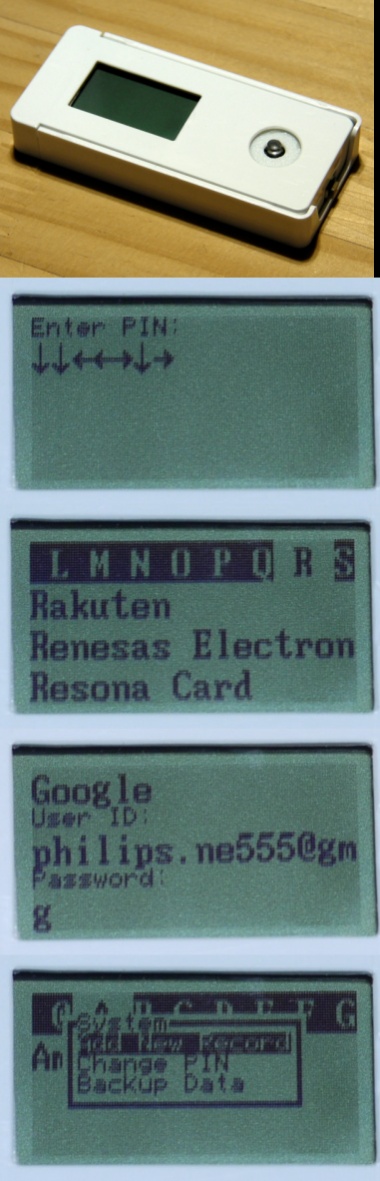 Enter PIN:
↓↓←←→↓→
L M N O P Q R S
Rakuten
Renesas Electron
Resona Card
Google
User ID:
philips.ne555@gm
Password:
g
A B C D E F G
System
Add New Record
Am
Change PIN
Backup Data